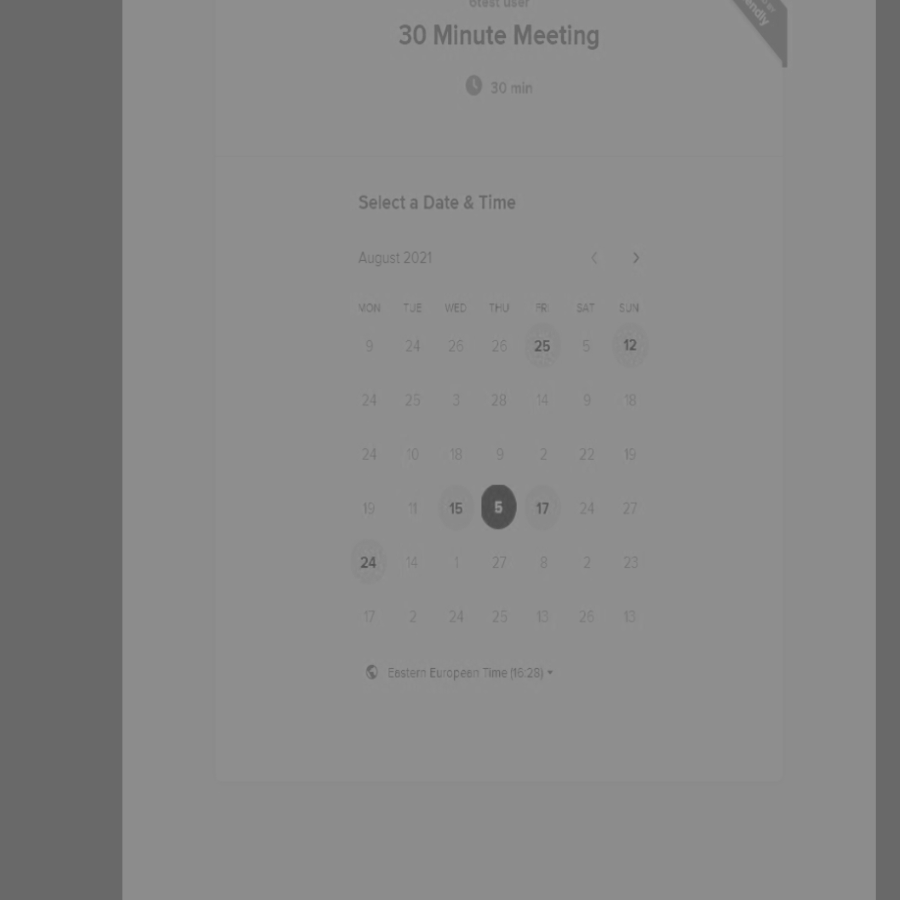 6test user
30 Minute Meeting
30 min
Select a Date & Time
August 2021
MON TUE WED THU FRI SAT SUN
9 24 26 26 25 5 12
24 25 3 28 14 9 18
24 10 18 9 2 22 19
19 11 15 5 17 24 27
24 14 1 27 8 2 23
17 2 24 25 13 26 13
Eastern European Time (16:28)